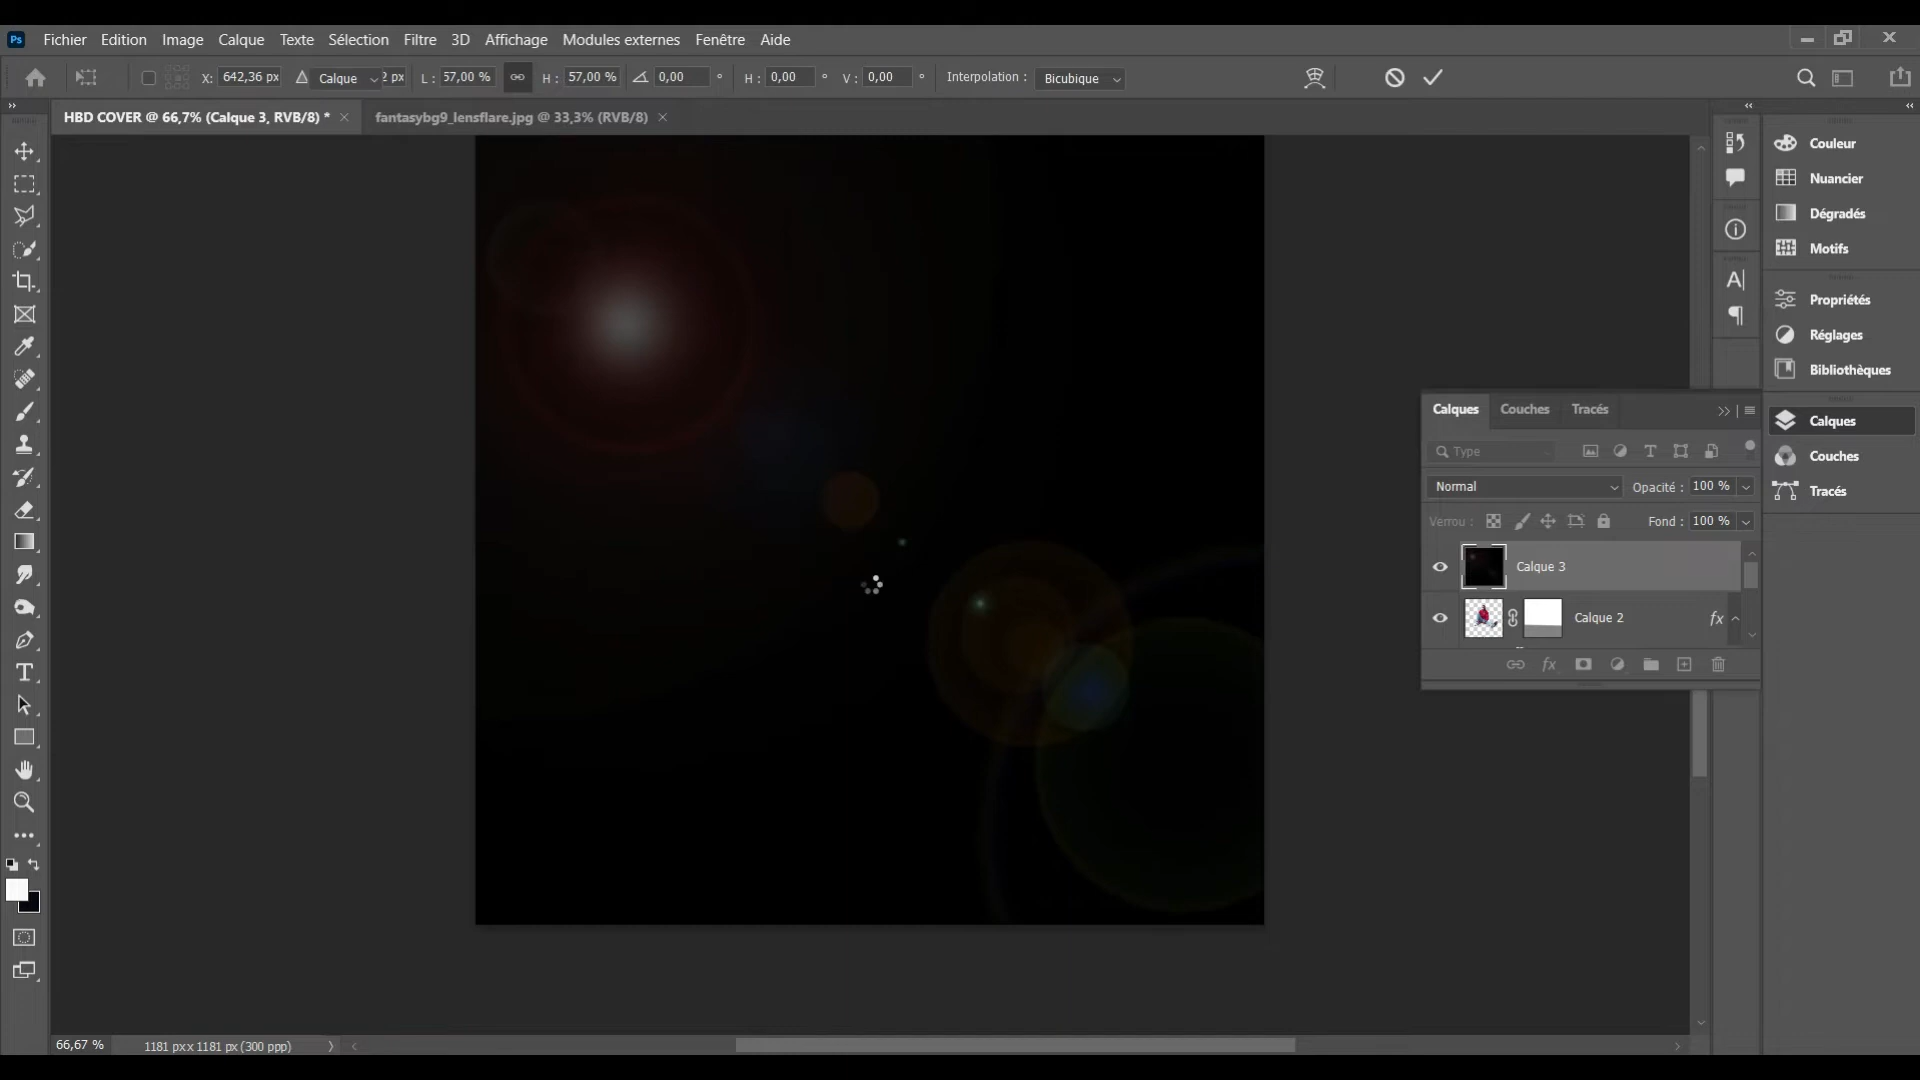 Ps Fichier Edition Image Calque Texte Sélection Filtre 3D Affichage Modules externes Fenêtre Aide
X: 642,36 px Calque 2 px L: 57,00 % H: 57,00 % 0,00 ° H: 0,00 ° V: 0,00 ° Interpolation : Bicubique
HBD COVER @ 66,7% (Calque 3, RVB/8) * fantasybg9_lensflare.jpg @ 33,3% (RVB/8)
Couleur
Nuancier
Dégradés
Motifs
Propriétés
Réglages
Bibliothèques
Calques
Couches
Tracés
Calques Couches Tracés
Type
Normal Opacité : 100 %
Verrou : Fond : 100 %
Calque 3
Calque 2 fx
fx
66,67 % 1181 px x 1181 px (300 ppp)